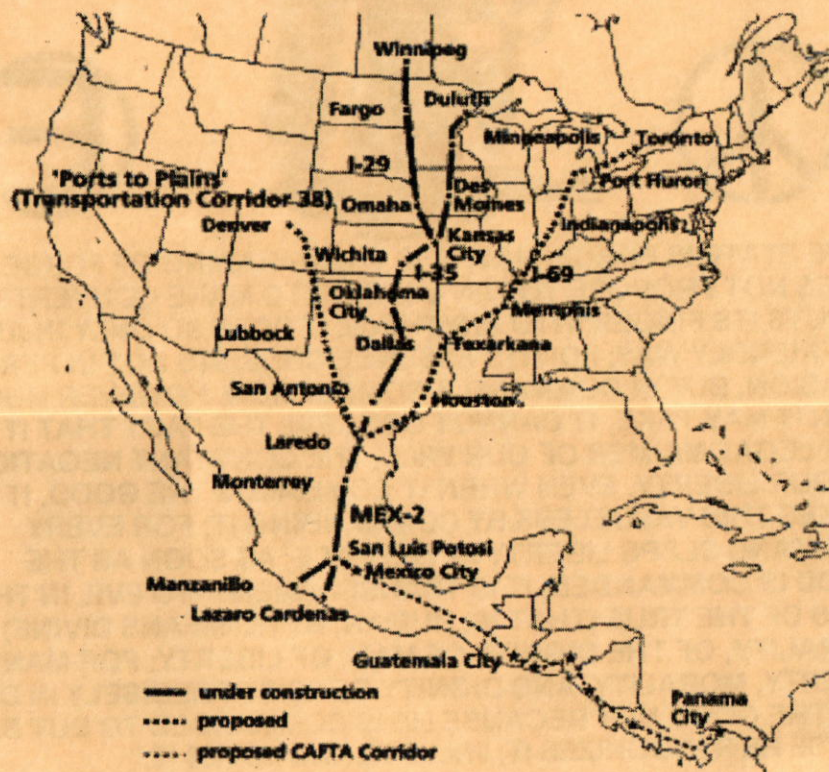 Winnipeg
Fargo
Dulutis
Minneapolis
Toronto
I-29
'Ports to Plains'
(Transportation Corridor 38)
Des
Moines
Port Huron
Omaha
Denver
Indianapolis
Kansas
City
Wichita
I-35
I-69
Oklahoma
City
Memphis
Lubbock
Dallas
Texarkana
San Antonio
Houston
Laredo
Monterrey
MEX-2
San Luis Potosi
Mexico City
Manzanillo
Lazaro Cardenas
Guatemala City
Panama
City
under construction
proposed
proposed CAFTA Corridor